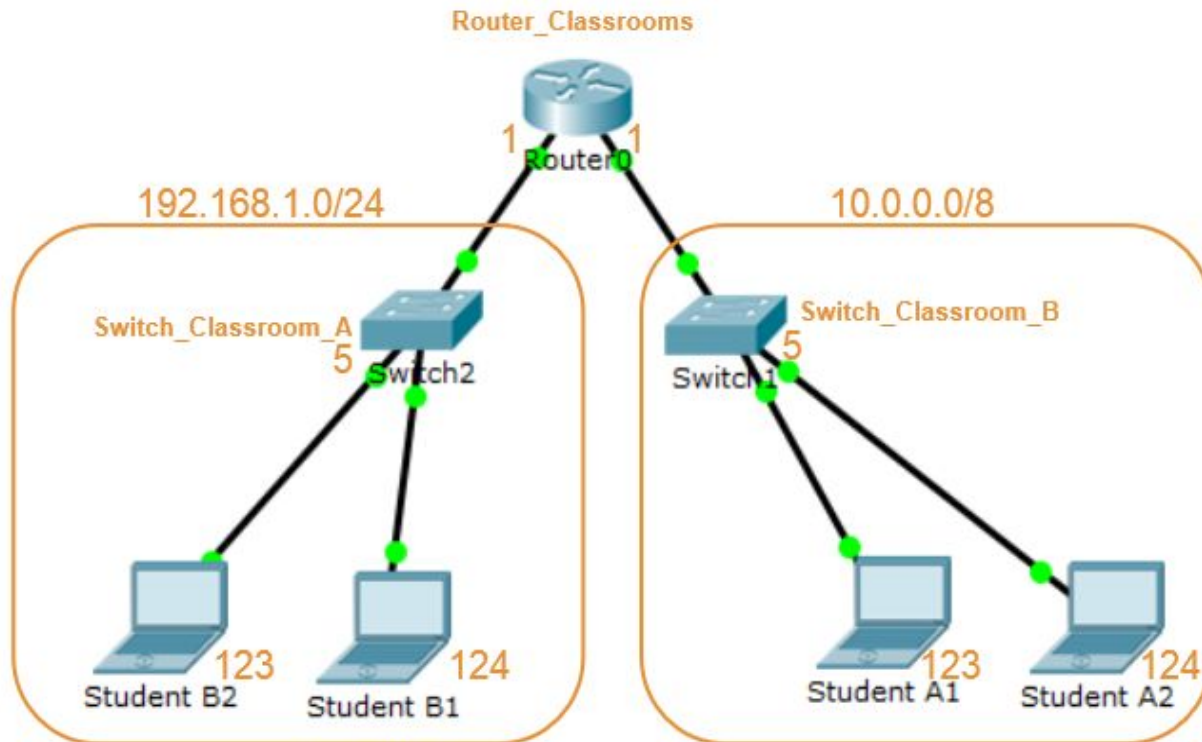 Router_Classrooms
1
1
Router0
192.168.1.0/24
10.0.0.0/8
Switch_Classroom_A
5
Switch2
Switch_Classroom_B
5
Switch1
123
Student B2
124
Student B1
123
Student A1
124
Student A2